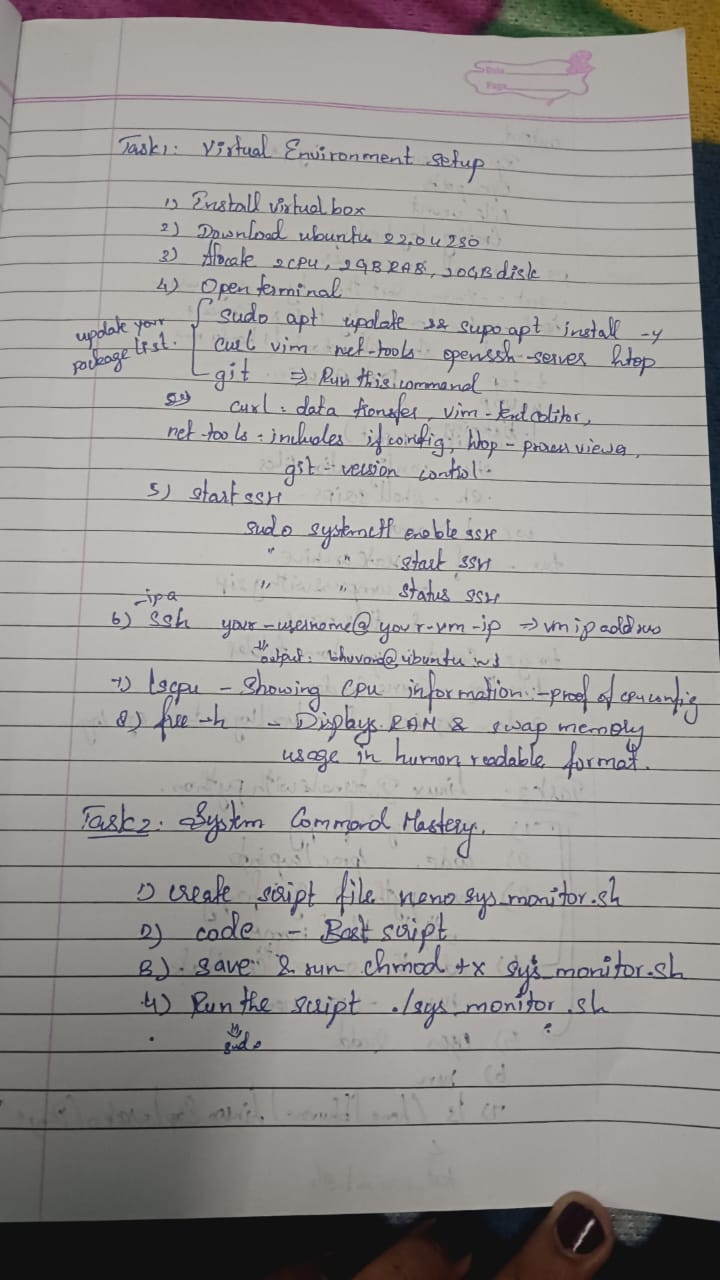 Date
Page
Task1: Virtual Environment setup
1) Install virtual box
2) Download ubuntu 22.04 ISO
3) Allocate 2CPU, 2GB RAM, 20GB disk
4) Open terminal
update your package list.
sudo apt update && supo apt install -y
curl vim net-tools openssh-server htop
git ⇒ Run this command
curl : data transfer, vim - text editor,
net-tools : includes ifconfig, htop - process viewer,
git - version control
5) start SSH
sudo systemctl enable SSH
" " start SSH
" " status SSH
-ip a
6) ssh your-username@your-vm-ip ⇒ vm ip address
output:
7) lscpu - Showing CPU information :- proof of cpu config
8) free -h - Displays RAM & swap memory
usage in human readable format.
Task2: System Command Mastery.
1) create script file nano sys_monitor.sh
2) code - Bash script
3) save & run chmod +x sys_monitor.sh
4) Run the script ./sys_monitor.sh
sudo